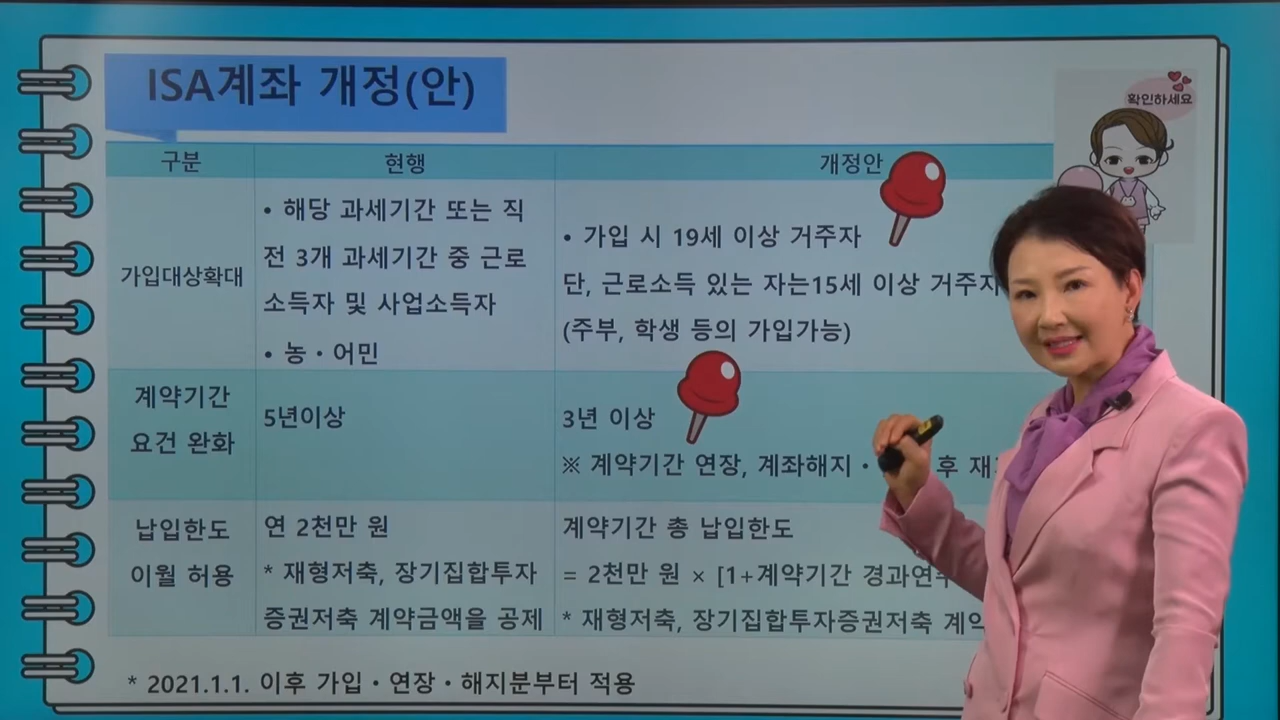 ISA계좌 개정(안)
확인하세요
구분 현행 개정안
가입대상확대
• 해당 과세기간 또는 직
전 3개 과세기간 중 근로
소득자 및 사업소득자
• 농・어민
• 가입 시 19세 이상 거주자
단, 근로소득 있는 자는15세 이상 거주자
(주부, 학생 등의 가입가능)
계약기간
요건 완화
5년이상
3년 이상
※ 계약기간 연장, 계좌해지・ 후
납입한도
이월 허용
연 2천만 원
* 재형저축, 장기집합투자
증권저축 계약금액을 공제
계약기간 총 납입한도
= 2천만 원 × [1+계약기간
* 재형저축, 장기집합투자증권저축
* 2021.1.1. 이후 가입・연장・해지분부터 적용